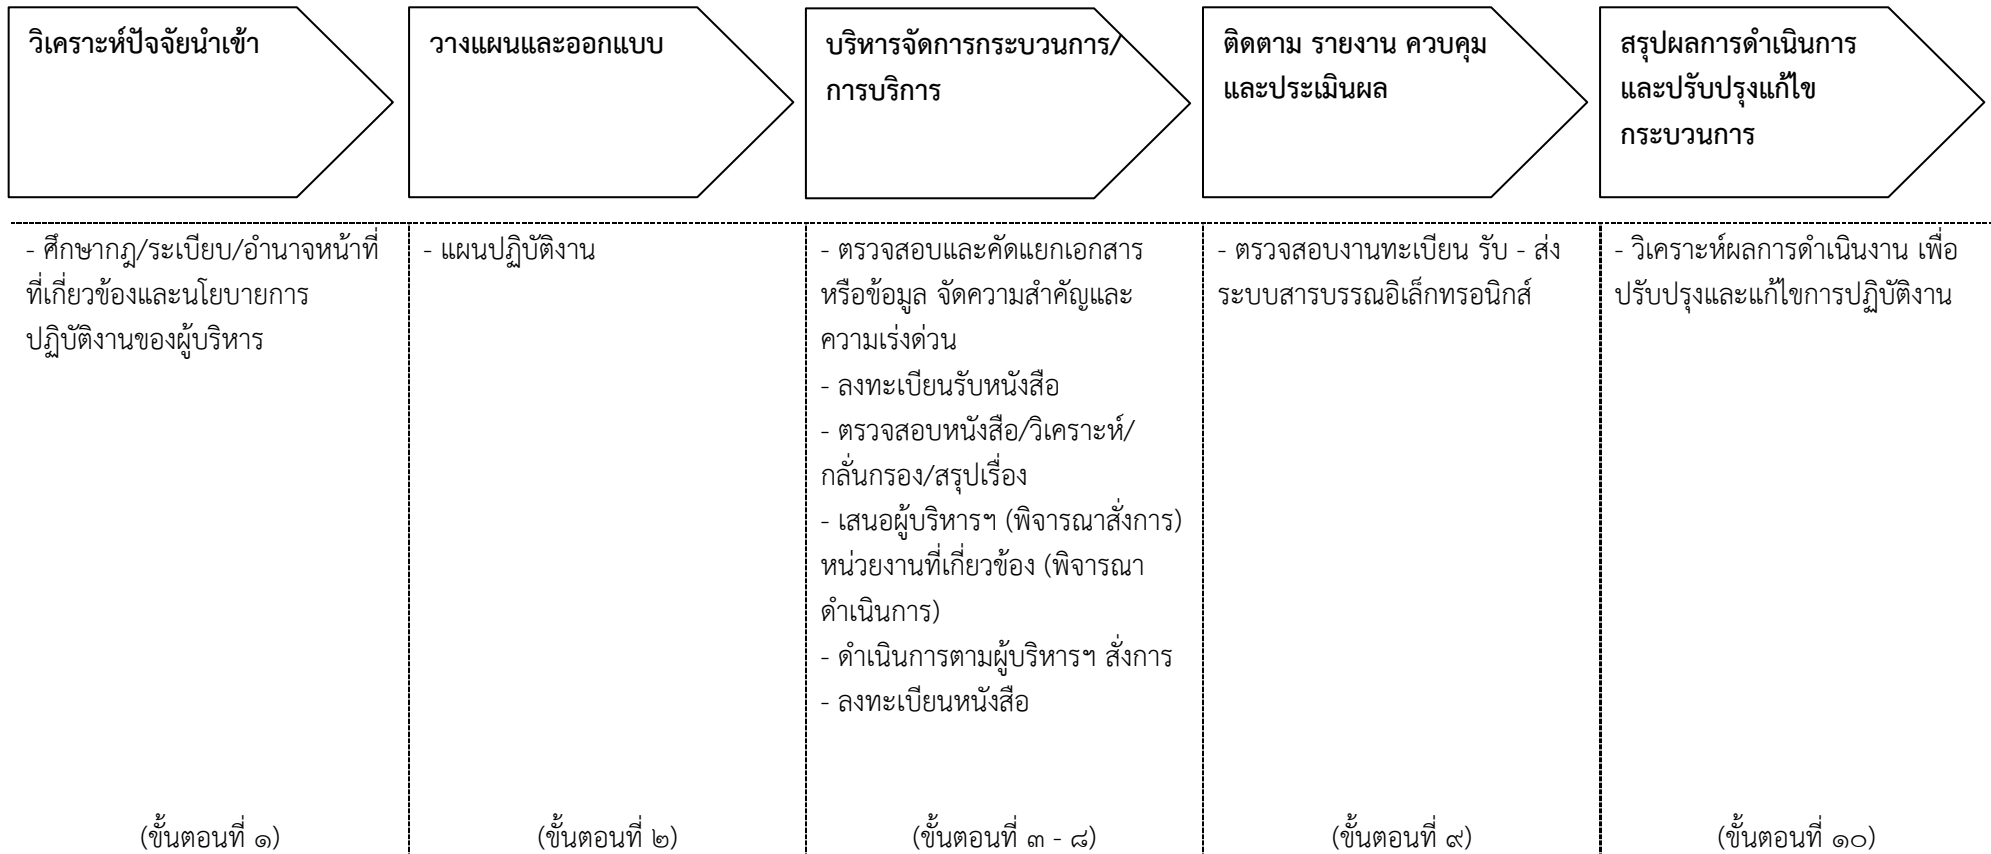 วิเคราะห์ปัจจัยนำเข้า
วางแผนและออกแบบ
บริหารจัดการกระบวนการ/
การบริการ
ติดตาม รายงาน ควบคุม
และประเมินผล
สรุปผลการดำเนินการ
และปรับปรุงแก้ไข
กระบวนการ
- ศึกษากฎ/ระเบียบ/อำนาจหน้าที่
ที่เกี่ยวข้องและนโยบายการ
ปฏิบัติงานของผู้บริหาร
(ขั้นตอนที่ ๑)
- แผนปฏิบัติงาน
(ขั้นตอนที่ ๒)
- ตรวจสอบและคัดแยกเอกสาร
หรือข้อมูล จัดความสำคัญและ
ความเร่งด่วน
- ลงทะเบียนรับหนังสือ
- ตรวจสอบหนังสือ/วิเคราะห์/
กลั่นกรอง/สรุปเรื่อง
- เสนอผู้บริหารฯ (พิจารณาสั่งการ)
หน่วยงานที่เกี่ยวข้อง (พิจารณา
ดำเนินการ)
- ดำเนินการตามผู้บริหารฯ สั่งการ
- ลงทะเบียนหนังสือ
(ขั้นตอนที่ ๓ - ๘)
- ตรวจสอบงานทะเบียน รับ - ส่ง
ระบบสารบรรณอิเล็กทรอนิกส์
(ขั้นตอนที่ ๙)
- วิเคราะห์ผลการดำเนินงาน เพื่อ
ปรับปรุงและแก้ไขการปฏิบัติงาน
(ขั้นตอนที่ ๑๐)